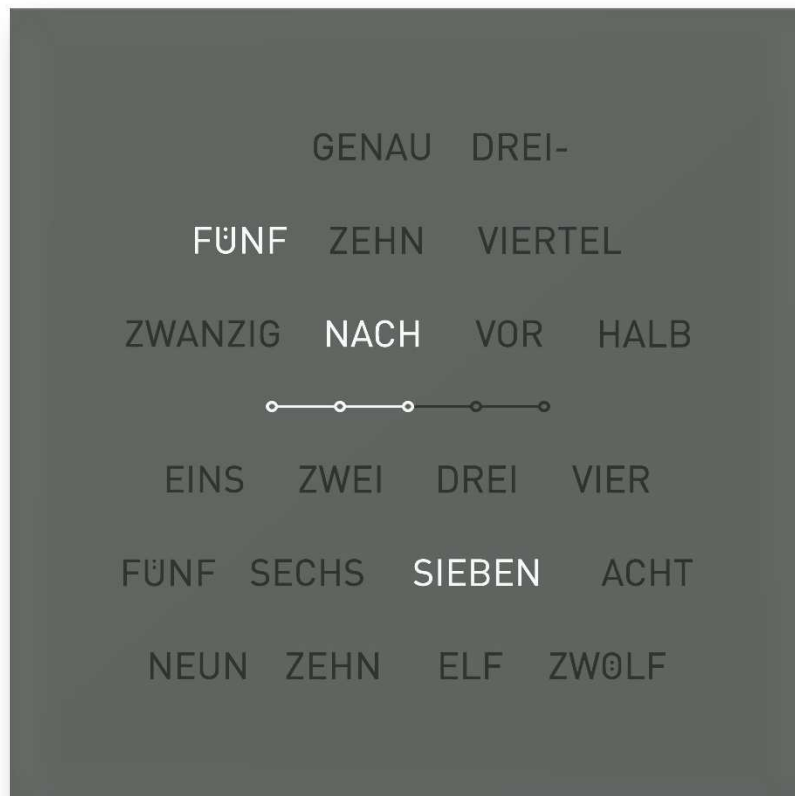 GENAU DREI-
FÜNF ZEHN VIERTEL
ZWANZIG NACH VOR HALB
EINS ZWEI DREI VIER
FÜNF SECHS SIEBEN ACHT
NEUN ZEHN ELF ZWÖLF